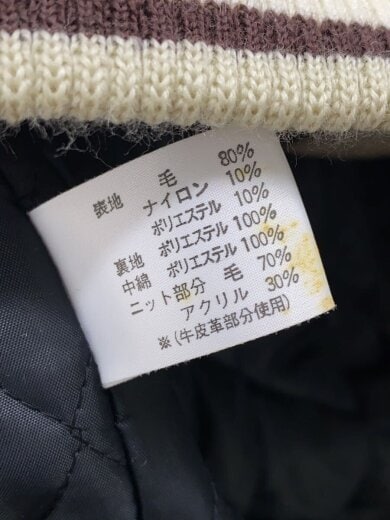 表地 毛 80%
ナイロン 10%
ポリエステル 10%
裏地 ポリエステル 100%
中綿 ポリエステル 100%
ニット部分 毛 70%
アクリル 30%
※(牛皮革部分使用)